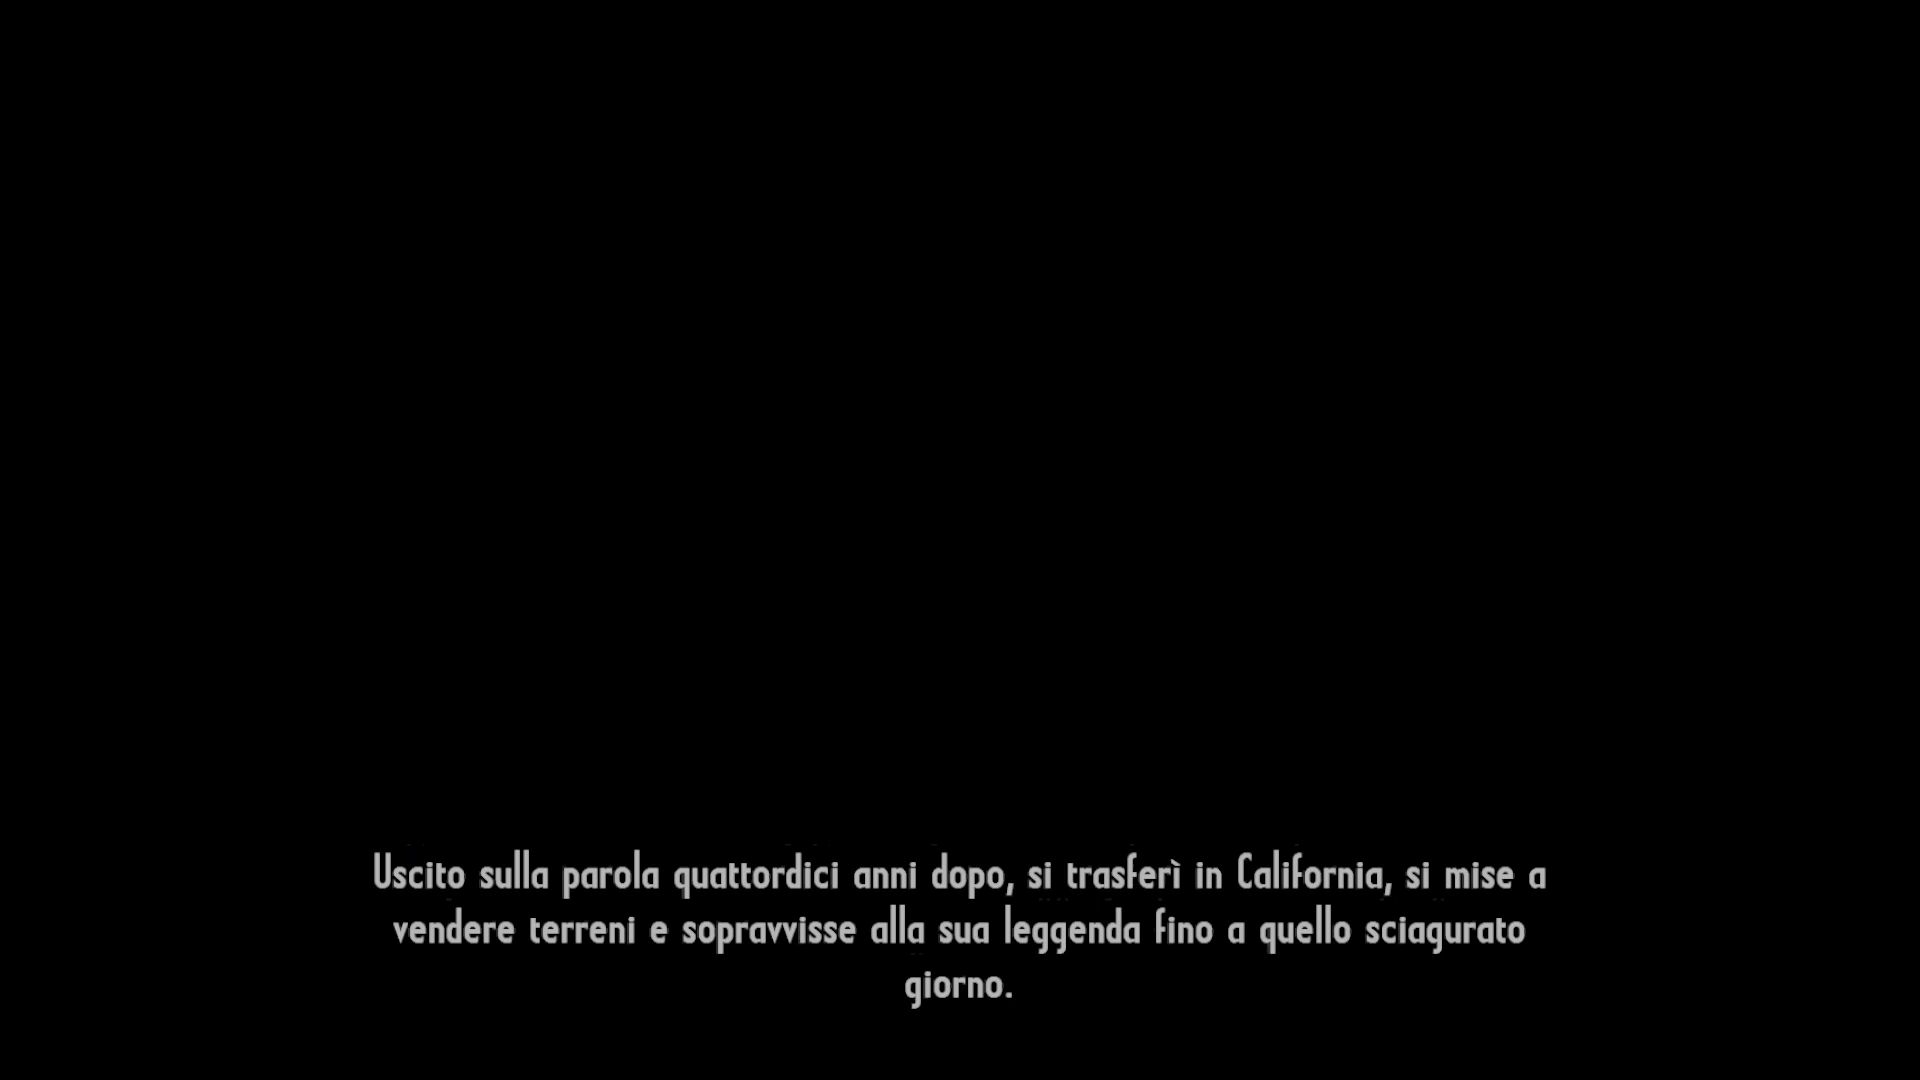 Uscito sulla parola quattordici anni dopo, si trasferì in California, si mise a
vendere terreni e sopravvisse alla sua leggenda fino a quello sciagurato
giorno.